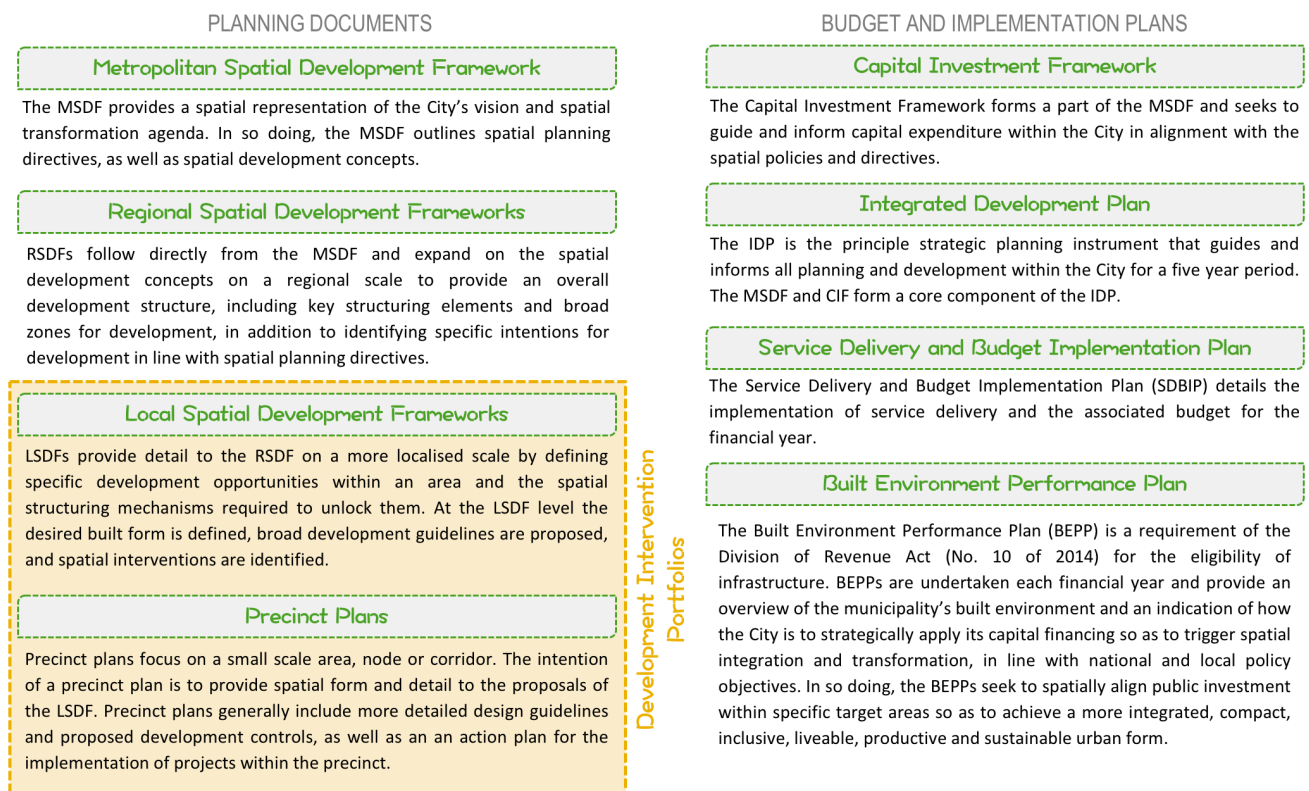 PLANNING DOCUMENTS
Metropolitan Spatial Development Framework
The MSDF provides a spatial representation of the City’s vision and spatial
transformation agenda. In so doing, the MSDF outlines spatial planning
directives, as well as spatial development concepts.
Regional Spatial Development Frameworks
RSDFs follow directly from the MSDF and expand on the spatial
development concepts on a regional scale to provide an overall
development structure, including key structuring elements and broad
zones for development, in addition to identifying specific intentions for
development in line with spatial planning directives.
Local Spatial Development Frameworks
LSDFs provide detail to the RSDF on a more localised scale by defining
specific development opportunities within an area and the spatial
structuring mechanisms required to unlock them. At the LSDF level the
desired built form is defined, broad development guidelines are proposed,
and spatial interventions are identified.
Precinct Plans
Precinct plans focus on a small scale area, node or corridor. The intention
of a precinct plan is to provide spatial form and detail to the proposals of
the LSDF. Precinct plans generally include more detailed design guidelines
and proposed development controls, as well as an an action plan for the
implementation of projects within the precinct.
Development Intervention
Portfolios
BUDGET AND IMPLEMENTATION PLANS
Capital Investment Framework
The Capital Investment Framework forms a part of the MSDF and seeks to
guide and inform capital expenditure within the City in alignment with the
spatial policies and directives.
Integrated Development Plan
The IDP is the principle strategic planning instrument that guides and
informs all planning and development within the City for a five year period.
The MSDF and CIF form a core component of the IDP.
Service Delivery and Budget Implementation Plan
The Service Delivery and Budget Implementation Plan (SDBIP) details the
implementation of service delivery and the associated budget for the
financial year.
Built Environment Performance Plan
The Built Environment Performance Plan (BEPP) is a requirement of the
Division of Revenue Act (No. 10 of 2014) for the eligibility of
infrastructure. BEPPs are undertaken each financial year and provide an
overview of the municipality’s built environment and an indication of how
the City is to strategically apply its capital financing so as to trigger spatial
integration and transformation, in line with national and local policy
objectives. In so doing, the BEPPs seek to spatially align public investment
within specific target areas so as to achieve a more integrated, compact,
inclusive, liveable, productive and sustainable urban form.